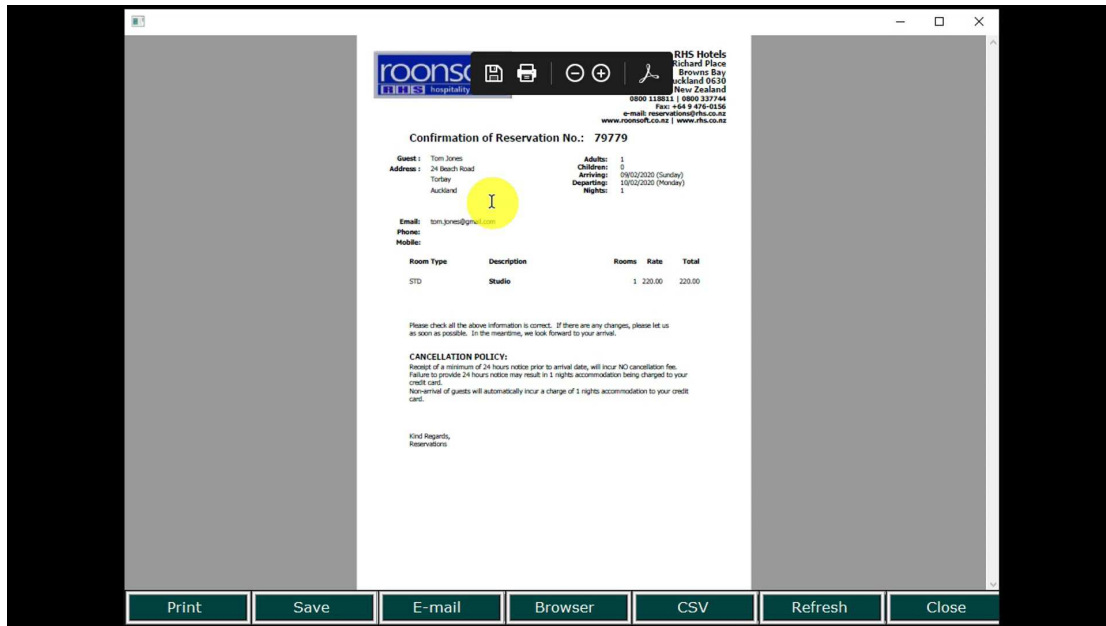 roons
RHS hospitality
RHS Hotels
Richard Place
Browns Bay
uckland 0630
New Zealand
0800 118811 | 0800 337744
Fax: +64 9 476-0156
e-mail: reservations@rhs.co.nz
www.roonsoft.co.nz | www.rhs.co.nz
Confirmation of Reservation No.: 79779
Guest : Tom Jones
Address : 24 Beach Road
Torbay
Auckland
Adults: 1
Children: 0
Arriving: 09/02/2020 (Sunday)
Departing: 10/02/2020 (Monday)
Nights: 1
Email: tom.jones@gmail.com
Phone:
Mobile:
Room Type Description Rooms Rate Total
STD Studio 1 220.00 220.00
Please check all the above information is correct. If there are any changes, please let us
as soon as possible. In the meantime, we look forward to your arrival.
CANCELLATION POLICY:
Receipt of a minimum of 24 hours notice prior to arrival date, will incur NO cancellation fee.
Failure to provide 24 hours notice may result in 1 nights accommodation being charged to your
credit card.
Non-arrival of guests will automatically incur a charge of 1 nights accommodation to your credit
card.
Kind Regards,
Reservations
Print Save E-mail Browser CSV Refresh Close